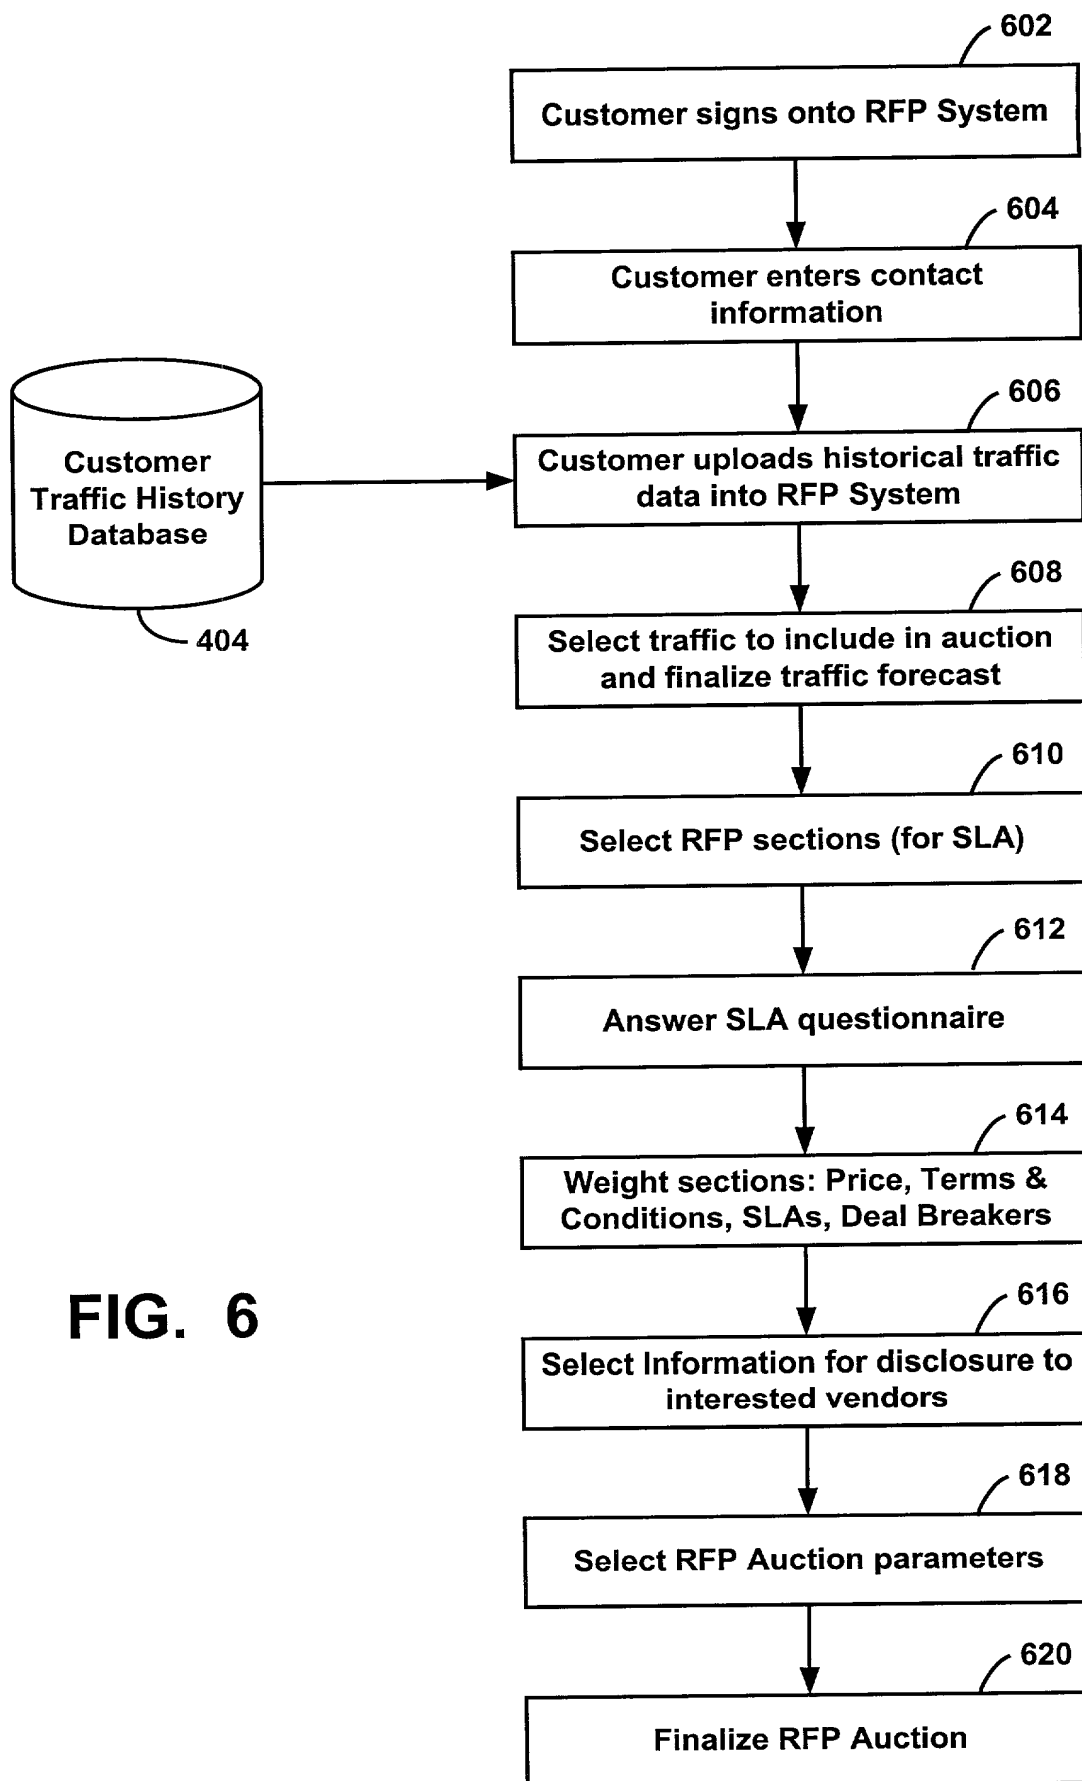 602
Customer signs onto RFP System
604
Customer enters contact
information
606
Customer uploads historical traffic
data into RFP System
Customer
Traffic History
Database
404
608
Select traffic to include in auction
and finalize traffic forecast
610
Select RFP sections (for SLA)
612
Answer SLA questionnaire
614
Weight sections: Price, Terms &
Conditions, SLAs, Deal Breakers
616
Select Information for disclosure to
interested vendors
618
Select RFP Auction parameters
620
Finalize RFP Auction
FIG. 6